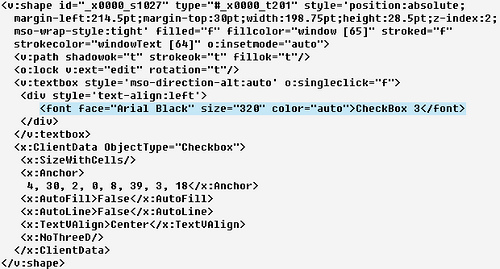 <v:shape id="_x0000_s1027" type="#_x0000_t201" style='position:absolute;
margin-left:214.5pt;margin-top:30pt;width:198.75pt;height:28.5pt;z-index:2;
mso-wrap-style:tight' filled="f" fillcolor="window [65]" stroked="f"
strokecolor="windowText [64]" o:insetmode="auto">
<v:path shadowok="t" strokeok="t" fillok="t"/>
<o:lock v:ext="edit" rotation="t"/>
<v:textbox style='mso-direction-alt:auto' o:singleclick="f">
<div style='text-align:left'>
<font face="Arial Black" size="320" color="auto">CheckBox 3</font>
</div>
</v:textbox>
<x:ClientData ObjectType="Checkbox">
<x:SizeWithCells/>
<x:Anchor>
4, 30, 2, 0, 8, 39, 3, 18</x:Anchor>
<x:AutoFill>False</x:AutoFill>
<x:AutoLine>False</x:AutoLine>
<x:TextVAlign>Center</x:TextVAlign>
<x:NoThreeD/>
</x:ClientData>
</v:shape>